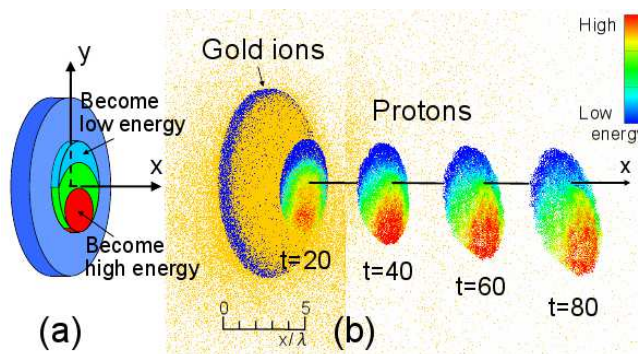 y
Become
low energy
x
Become
high energy
(a)
Gold ions
Protons
High
Low
energy
x
t=20
t=40
t=60
t=80
0 5
x/λ
(b)